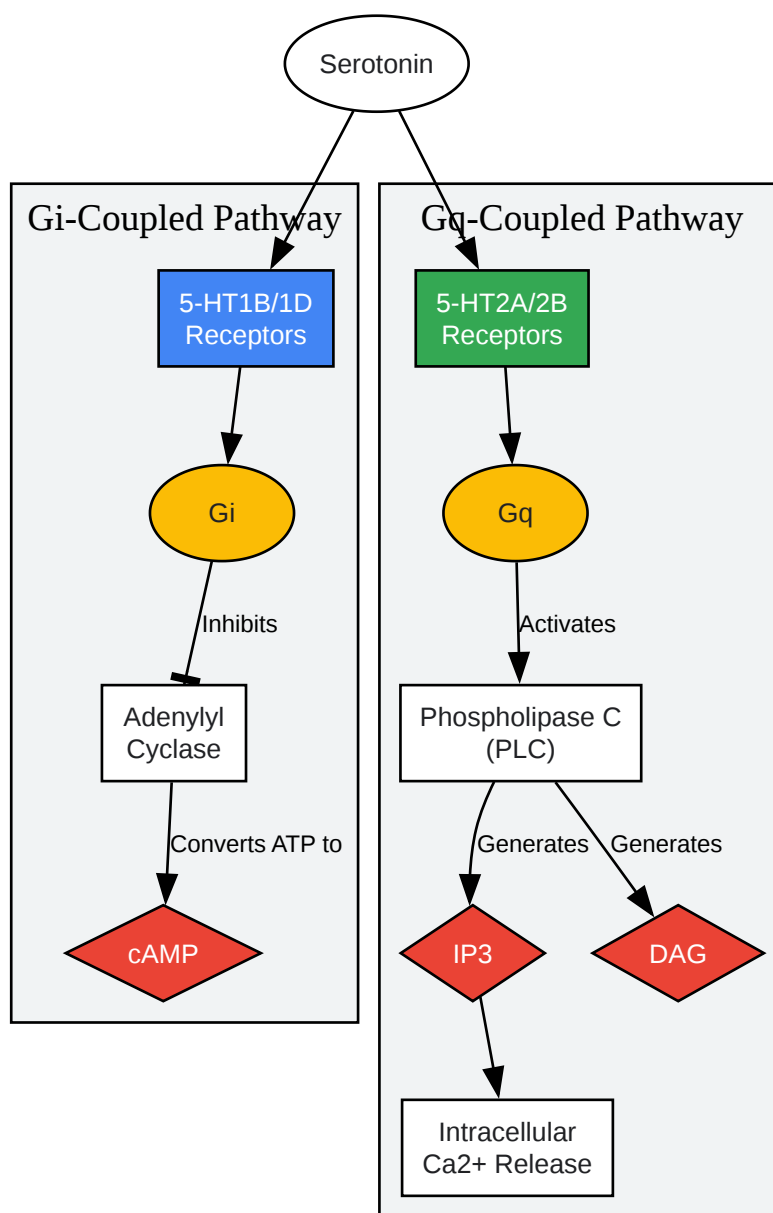 Serotonin
Gi-Coupled Pathway
5-HT1B/1D
Receptors
Gi
Inhibits
Adenylyl
Cyclase
Converts ATP to
cAMP
Gq-Coupled Pathway
5-HT2A/2B
Receptors
Gq
Activates
Phospholipase C
(PLC)
Generates
Generates
IP3
DAG
Intracellular
Ca2+ Release